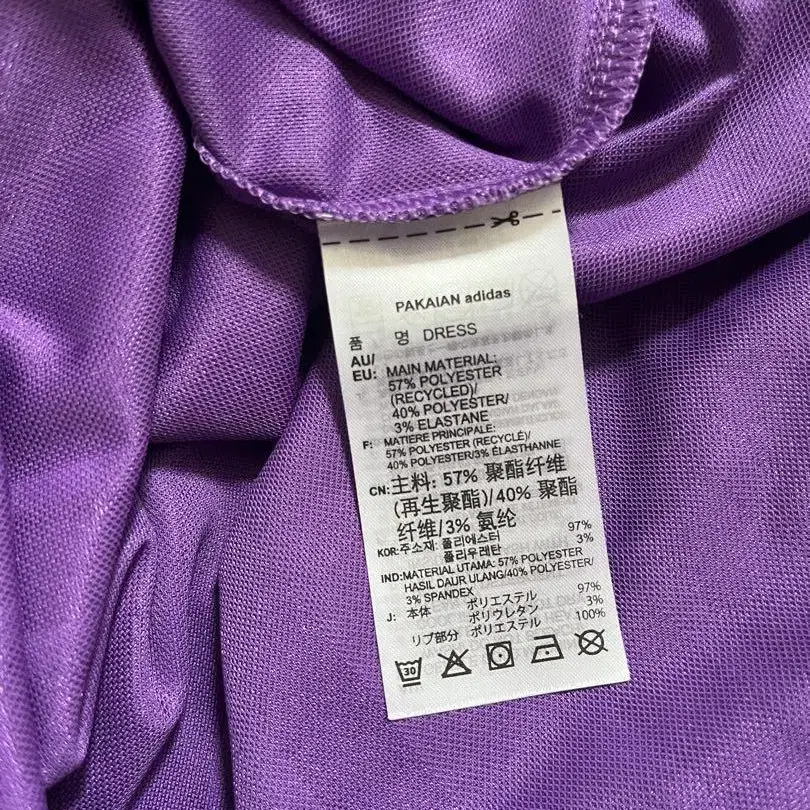 PAKAIAN adidas
품 명 DRESS
AU/
EU: MAIN MATERIAL:
57% POLYESTER
(RECYCLED)/
40% POLYESTER/
3% ELASTANE
F: MATIERE PRINCIPALE:
57% POLYESTER (RECYCLÉ)/
40% POLYESTER/3% ÉLASTHANNE
CN: 主料: 57% 聚酯纤维
(再生聚酯)/40% 聚酯
纤维/3% 氨纶
KOR: 주소재: 폴리에스터 97%
폴리우레탄 3%
IND: MATERIAL UTAMA: 57% POLYESTER
HASIL DAUR ULANG/40% POLYESTER/
3% SPANDEX
J: 本体 ポリエステル 97%
ポリウレタン 3%
リブ部分 ポリエステル 100%
30